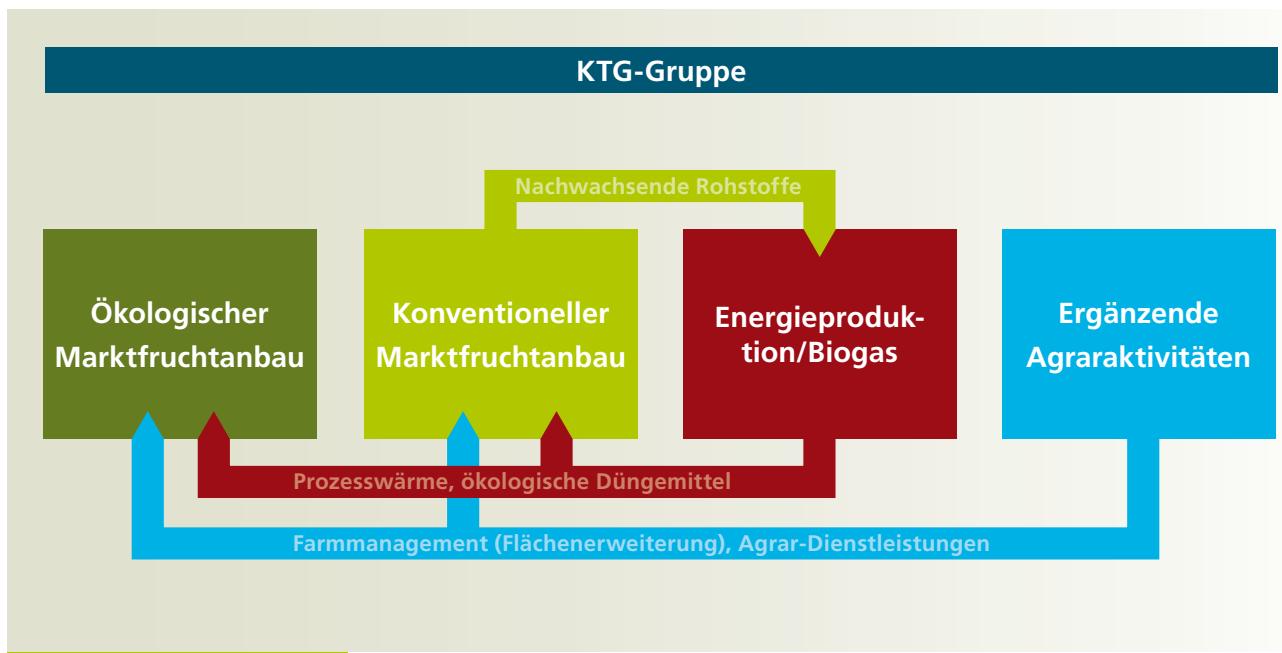 KTG-Gruppe
Nachwachsende Rohstoffe
Ökologischer
Marktfruchtanbau
Konventioneller
Marktfruchtanbau
Energieproduk-
tion/Biogas
Ergänzende
Agraraktivitäten
Prozesswärme, ökologische Düngemittel
Farmmanagement (Flächenerweiterung), Agrar-Dienstleistungen